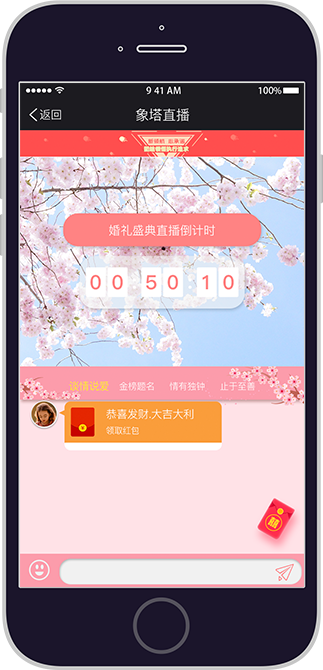 9 41 AM
100%
返回
象塔直播
婚礼盛典直播倒计时
00 50 10
谈情说爱 金榜题名 情有独钟 止于至善
恭喜发财,大吉大利
领取红包